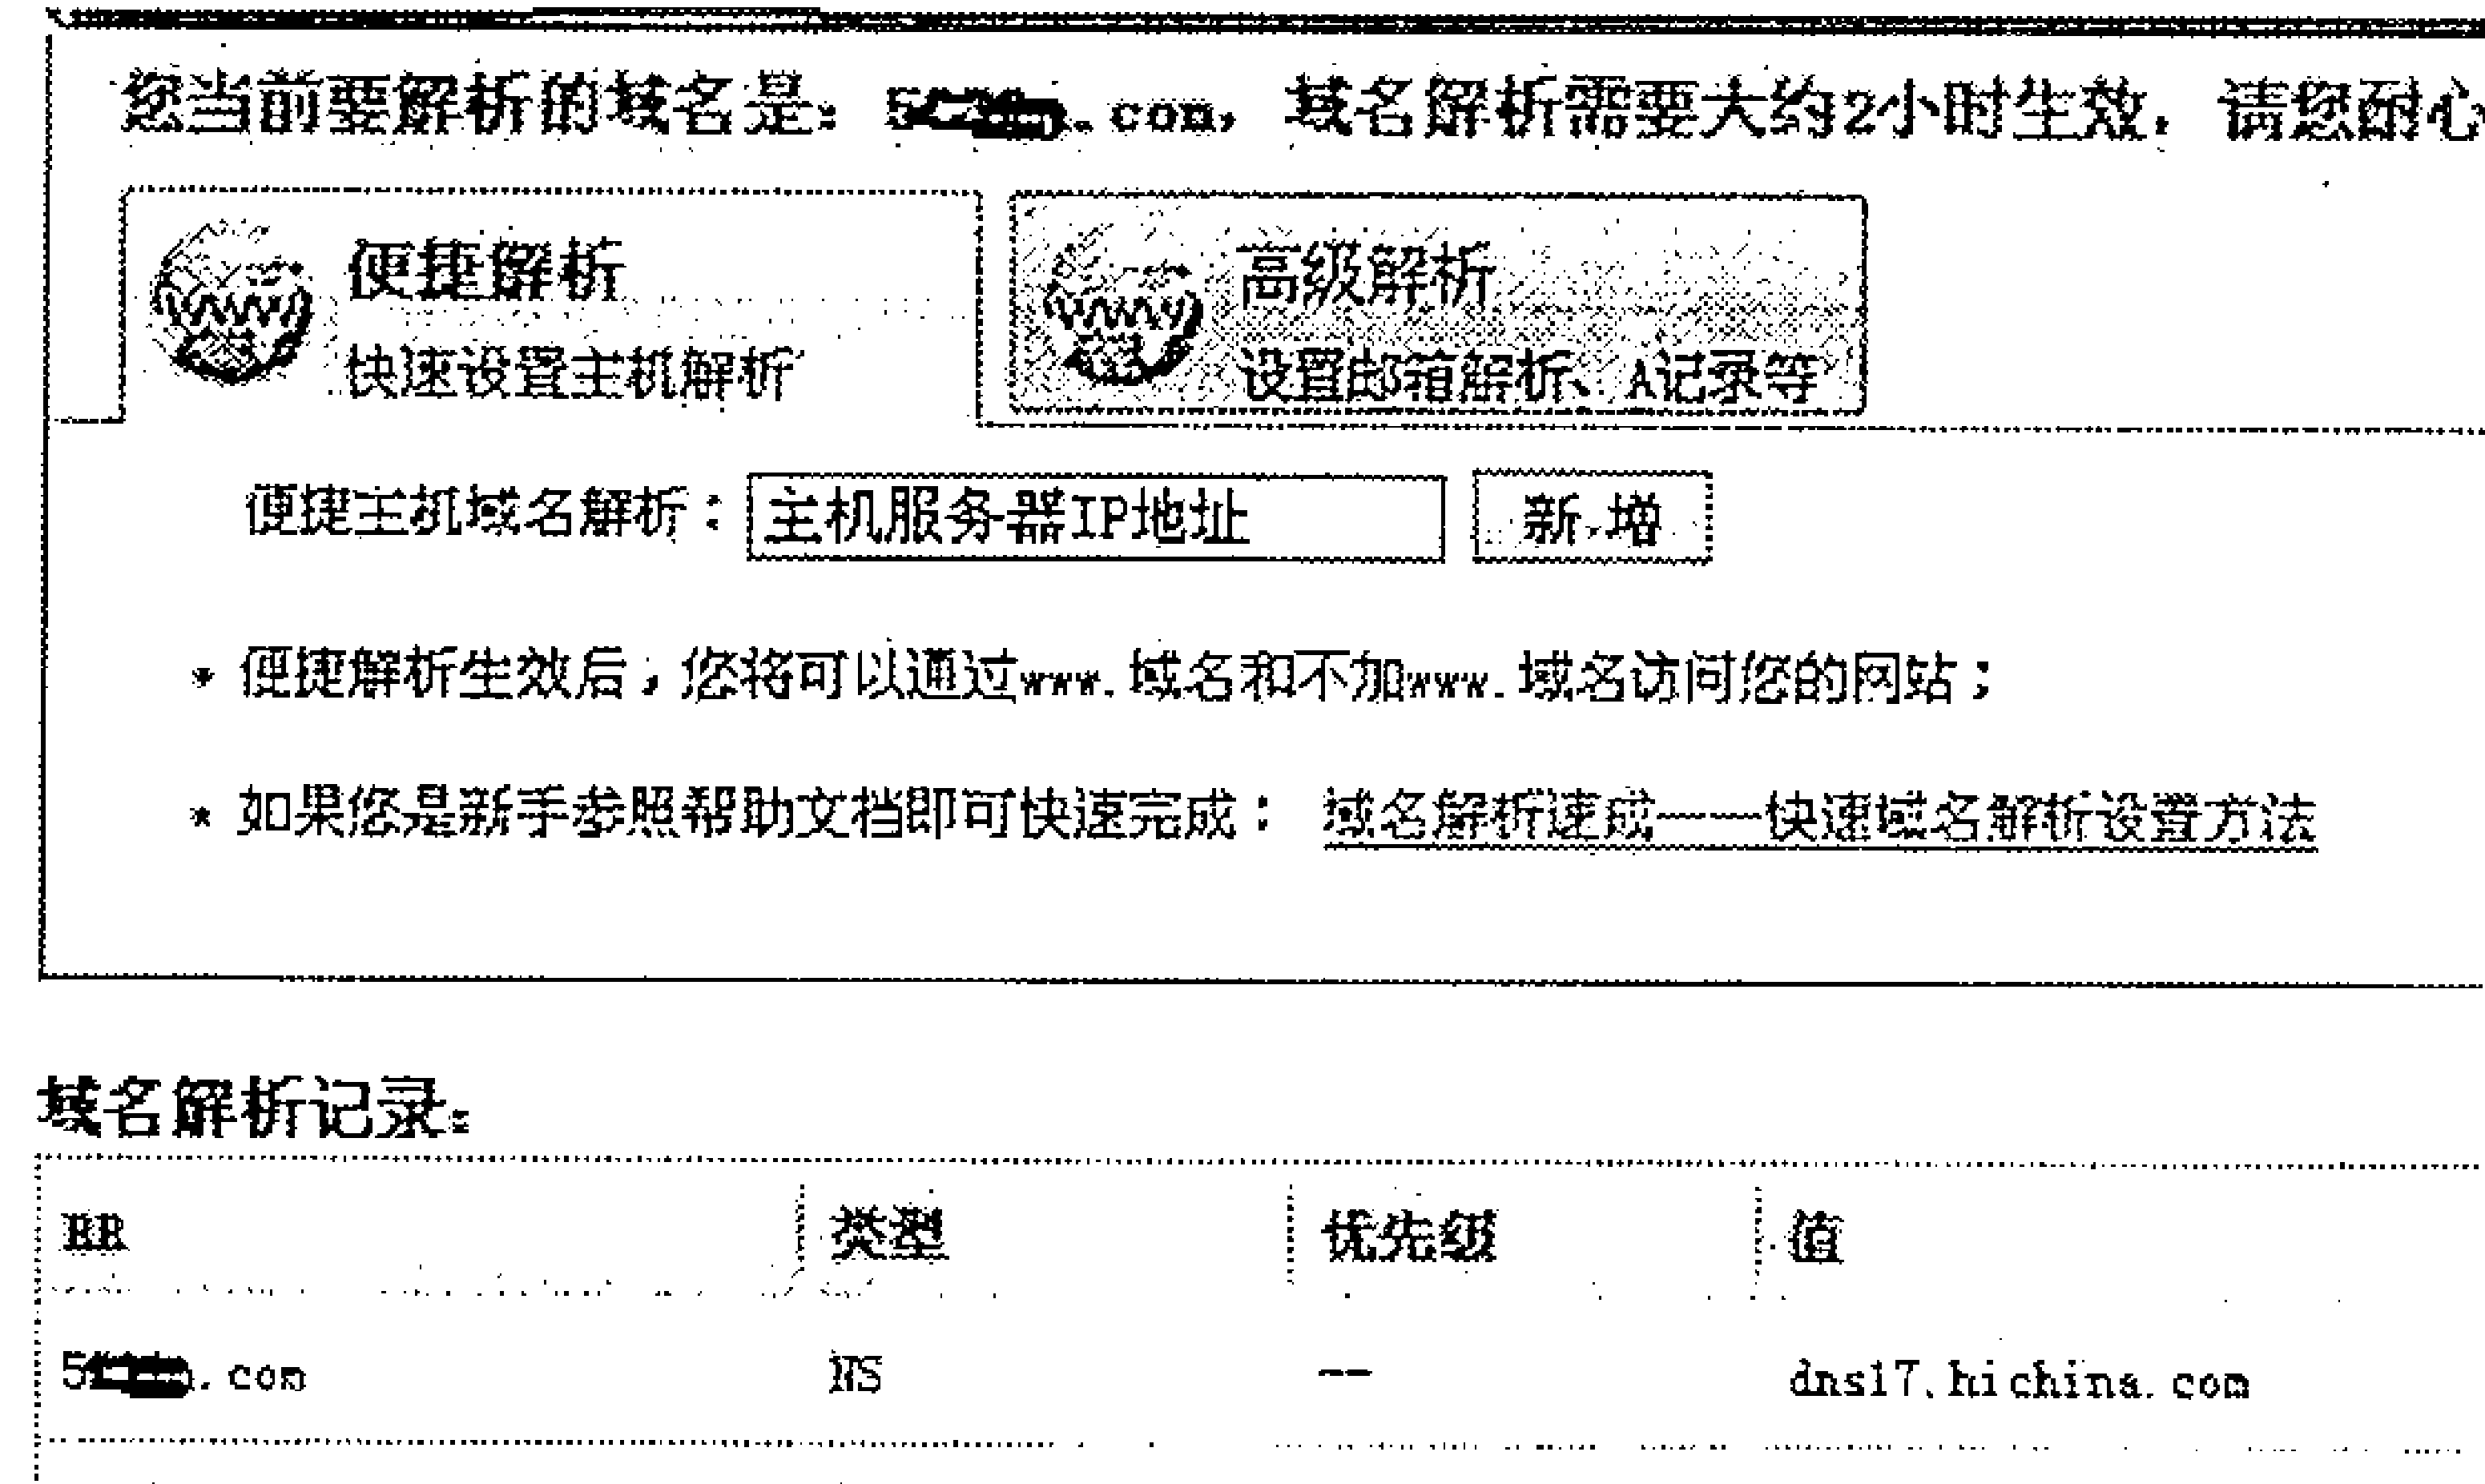 您当前要解析的域名是：5 .com，域名解析需要大约2小时生效，请您耐心
便捷解析
快速设置主机解析
高级解析
设置邮箱解析、A记录等
便捷主机域名解析：主机服务器IP地址 新 增
* 便捷解析生效后，您将可以通过www.域名和不加www.域名访问您的网站；
* 如果您是新手参照帮助文档即可快速完成： 域名解析速成——快速域名解析设置方法
域名解析记录：
RR 类型 优先级 值
5 .com NS -- dns17.hichina.com